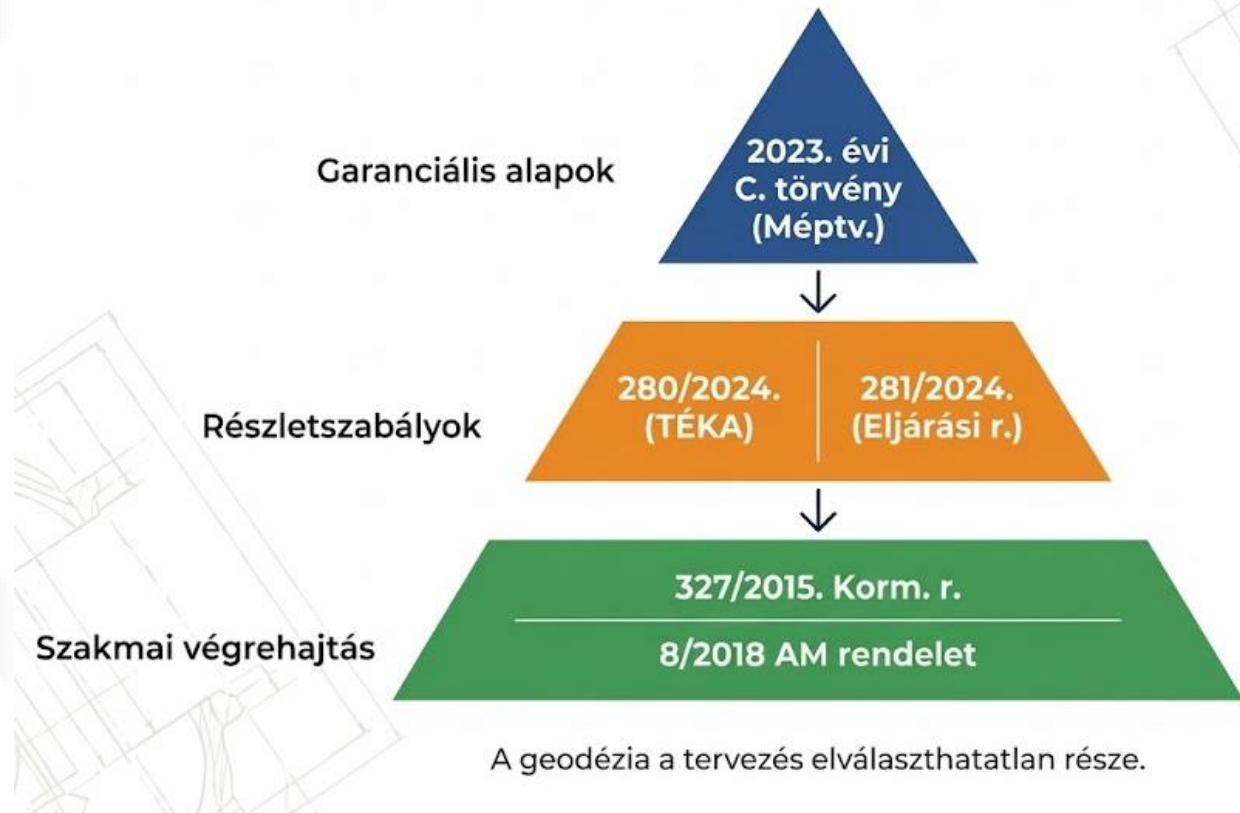 Garanciális alapok
2023. évi
C. törvény
(Méptv.)
Részletszabályok
280/2024.
(TÉKA)
281/2024.
(Eljárási r.)
Szakmai végrehajtás
327/2015. Korm. r.
8/2018 AM rendelet
A geodézia a tervezés elválaszthatatlan része.